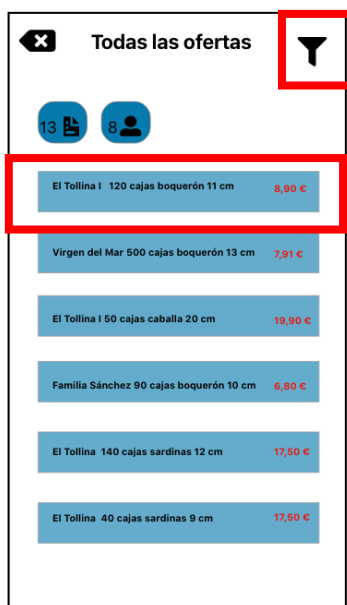 Todas las ofertas
13
8
El Tollina I 120 cajas boquerón 11 cm 8,90 €
Virgen del Mar 500 cajas boquerón 13 cm 7,91 €
El Tollina I 50 cajas caballa 20 cm 19,90 €
Familia Sánchez 90 cajas boquerón 10 cm 6,80 €
El Tollina 140 cajas sardinas 12 cm 17,50 €
El Tollina 40 cajas sardinas 9 cm 17,50 €